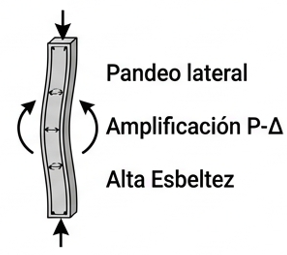 Pandeo lateral
Amplificación P-Δ
Alta Esbeltez